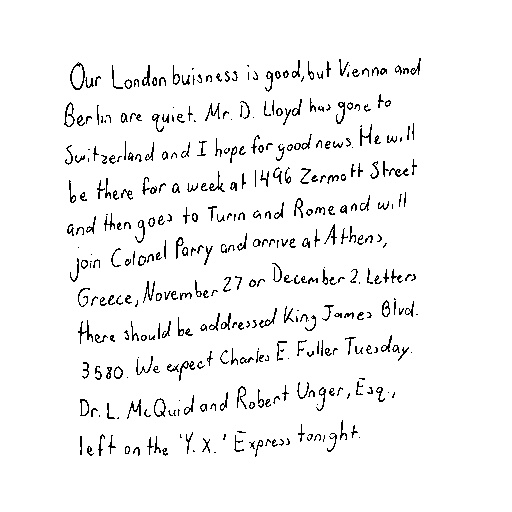 Our London buisness is good, but Vienna and
Berlin are quiet. Mr. D. Lloyd has gone to
Switzerland and I hope for good news. He will
be there for a week at 1496 Zermott Street
and then goes to Turin and Rome and will
join Colonel Parry and arrive at Athens,
Greece, November 27 or December 2. Letters
there should be addressed King James Blvd.
3580. We expect Charles E. Fuller Tuesday.
Dr. L. McQuid and Robert Unger, Esq.,
left on the 'Y. X.' Express tonight.